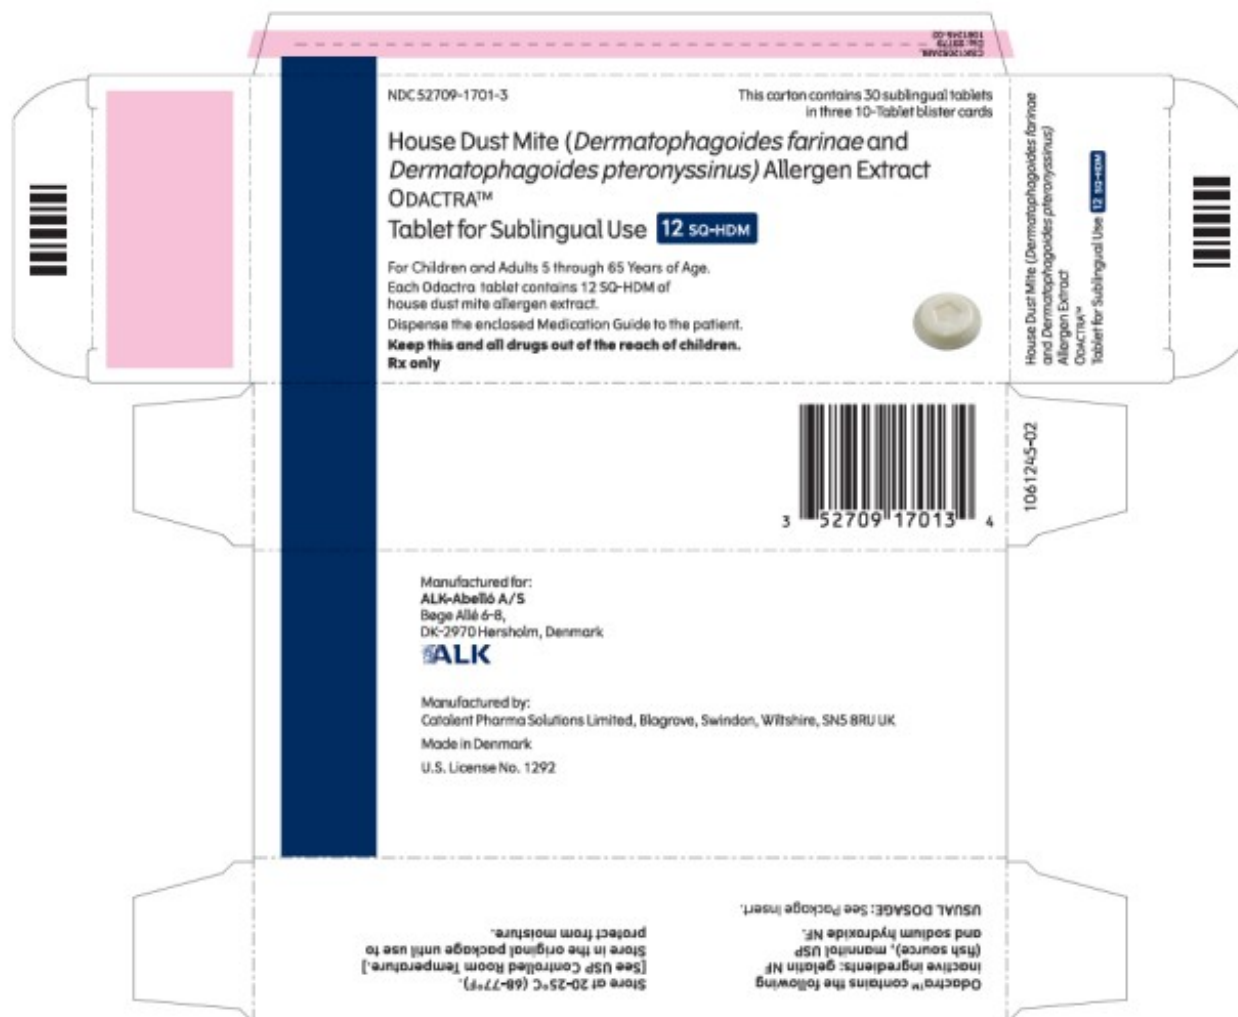 CSK12052ABL
Die: 99179
1061245-02
NDC 52709-1701-3
This carton contains 30 sublingual tablets
in three 10-Tablet blister cards
House Dust Mite (Dermatophagoides farinae and
Dermatophagoides pteronyssinus) Allergen Extract
ODACTRA™
Tablet for Sublingual Use 12 SQ-HDM
For Children and Adults 5 through 65 Years of Age.
Each Odactra tablet contains 12 SQ-HDM of
house dust mite allergen extract.
Dispense the enclosed Medication Guide to the patient.
Keep this and all drugs out of the reach of children.
Rx only
House Dust Mite (Dermatophagoides farinae
and Dermatophagoides pteronyssinus)
Allergen Extract
ODACTRA™
Tablet for Sublingual Use 12 SQ-HDM
3 52709 17013 4
1061245-02
Manufactured for:
ALK-Abelló A/S
Bøge Allé 6-8,
DK-2970 Hørsholm, Denmark
ALK
Manufactured by:
Catalent Pharma Solutions Limited, Blagrove, Swindon, Wiltshire, SN5 8RU UK
Made in Denmark
U.S. License No. 1292
Odactra™ contains the following
inactive ingredients: gelatin NF
(fish source), mannitol USP
and sodium hydroxide NF.
USUAL DOSAGE: See Package Insert.
Store at 20-25°C (68-77°F).
[See USP Controlled Room Temperature.]
Store in the original package until use to
protect from moisture.